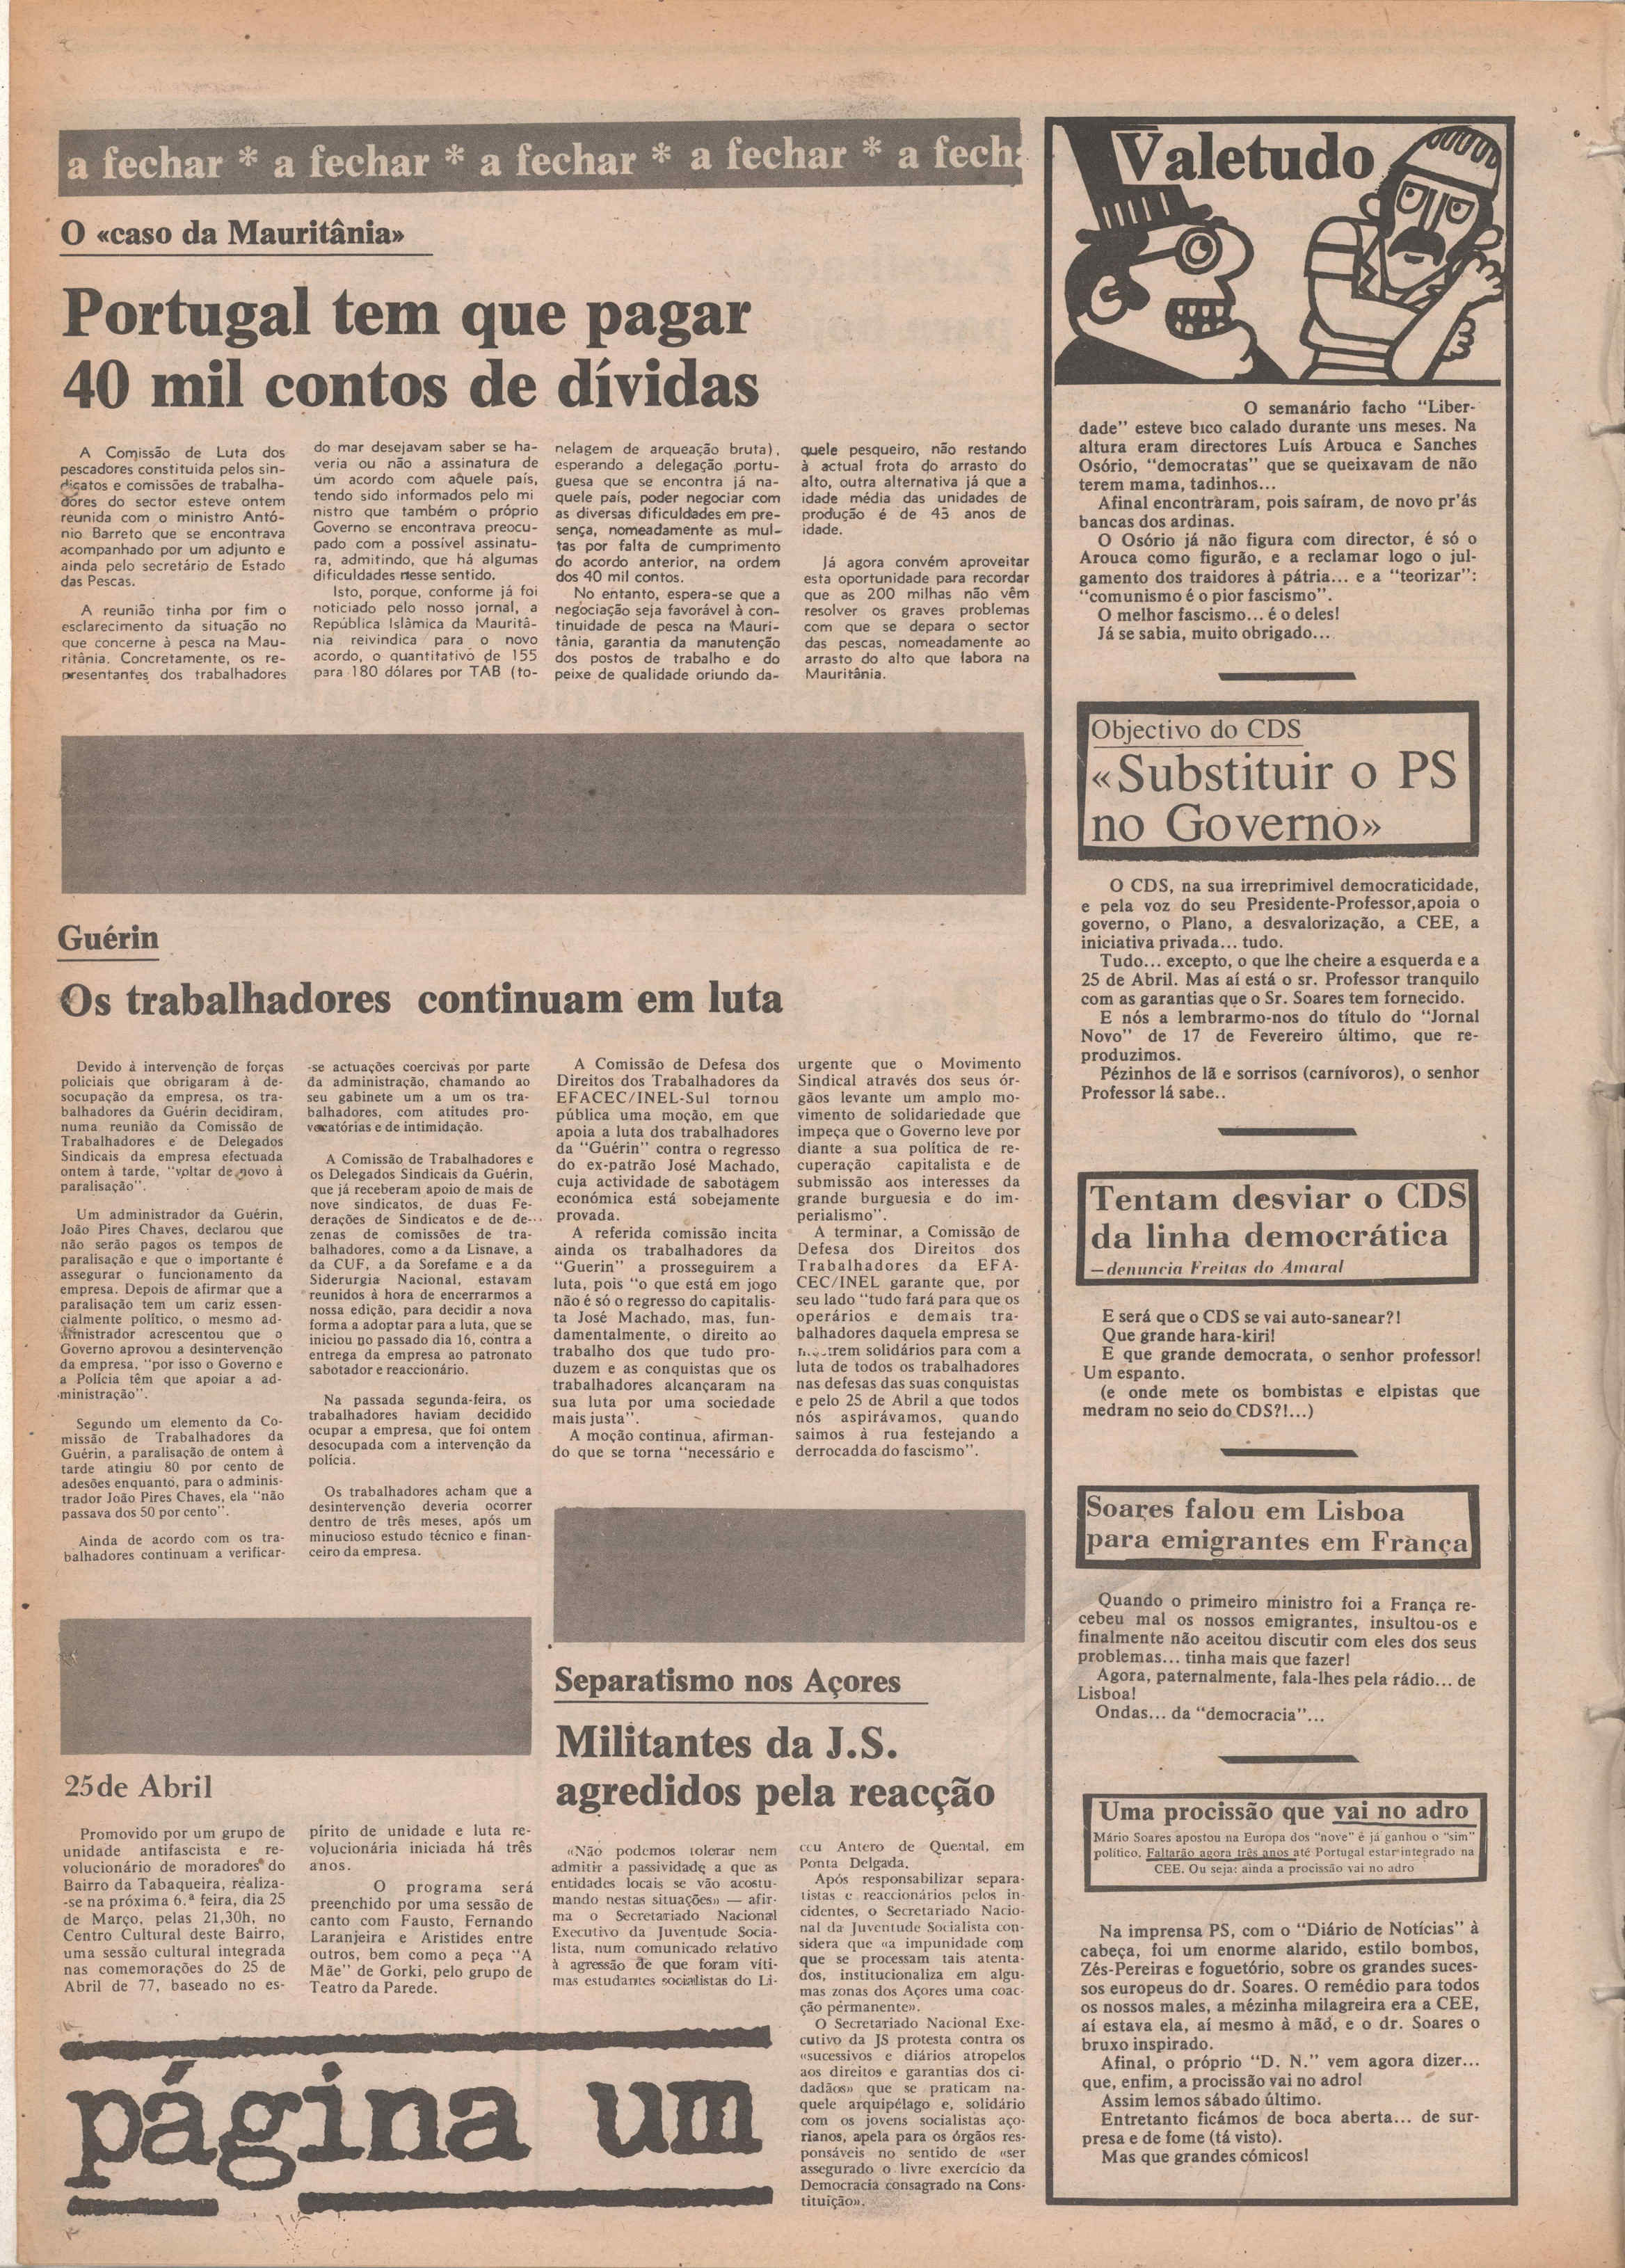 a fechar * a fechar * a fechar * a fechar * a fech
O «caso da Mauritânia»
Portugal tem que pagar
40 mil contos de dívidas
A Comissão de Luta dos
pescadores constituida pelos sin-
dicatos e comissões de trabalha-
dores do sector esteve ontem
reunida com o ministro Antó-
nio Barreto que se encontrava
acompanhado por um adjunto e
ainda pelo secretário de Estado
das Pescas.
A reunião tinha por fim o
esclarecimento da situação no
que concerne à pesca na Mau-
ritânia. Concretamente, os re-
presentantes dos trabalhadores
do mar desejavam saber se ha-
veria ou não a assinatura de
um acordo com aquele país,
tendo sido informados pelo mi
nistro que também o próprio
Governo se encontrava preocu-
pado com a possível assinatu-
ra, admitindo, que há algumas
dificuldades nesse sentido.
Isto, porque, conforme já foi
noticiado pelo nosso jornal, a
República Islâmica da Mauritâ-
nia reivindica para o novo
acordo, o quantitativo de 155
para 180 dólares por TAB (to-
nelagem de arqueação bruta),
esperando a delegação portu-
guesa que se encontra já na-
quele país, poder negociar com
as diversas dificuldades em pre-
sença, nomeadamente as mul-
tas por falta de cumprimento
do acordo anterior, na ordem
dos 40 mil contos.
No entanto, espera-se que a
negociação seja favorável à con-
tinuidade de pesca na Mauri-
tânia, garantia da manutenção
dos postos de trabalho e do
peixe de qualidade oriundo da-
quele pesqueiro, não restando
à actual frota do arrasto do
alto, outra alternativa já que a
idade média das unidades de
produção é de 43 anos de
idade.
Já agora convém aproveitar
esta oportunidade para recordar
que as 200 milhas não vêm
resolver os graves problemas
com que se depara o sector
das pescas, nomeadamente ao
arrasto do alto que labora na
Mauritânia.
Guérin
Os trabalhadores continuam em luta
Devido à intervenção de forças
policiais que obrigaram à de-
socupação da empresa, os tra-
balhadores da Guérin decidiram,
numa reunião da Comissão de
Trabalhadores e de Delegados
Sindicais da empresa efectuada
ontem à tarde, "voltar de novo à
paralisação".
Um administrador da Guérin,
João Pires Chaves, declarou que
não serão pagos os tempos de
paralisação e que o importante é
assegurar o funcionamento da
empresa. Depois de afirmar que a
paralisação tem um cariz essen-
cialmente político, o mesmo ad-
ministrador acrescentou que o
Governo aprovou a desintervenção
da empresa, "por isso o Governo e
a Polícia têm que apoiar a ad-
ministração".
Segundo um elemento da Co-
missão de Trabalhadores da
Guérin, a paralisação de ontem à
tarde atingiu 80 por cento de
adesões enquanto, para o adminis-
trador João Pires Chaves, ela "não
passava dos 50 por cento".
Ainda de acordo com os tra-
balhadores continuam a verificar-
-se actuações coercivas por parte
da administração, chamando ao
seu gabinete um a um os tra-
balhadores, com atitudes pro-
vocatórias e de intimidação.
A Comissão de Trabalhadores e
os Delegados Sindicais da Guérin,
que já receberam apoio de mais de
nove sindicatos, de duas Fe-
derações de Sindicatos e de de-
zenas de comissões de tra-
balhadores, como a da Lisnave, a
da CUF, a da Sorefame e a da
Siderurgia Nacional, estavam
reunidos à hora de encerrarmos a
nossa edição, para decidir a nova
forma a adoptar para a luta, que se
iniciou no passado dia 16, contra a
entrega da empresa ao patronato
sabotador e reaccionário.
Na passada segunda-feira, os
trabalhadores haviam decidido
ocupar a empresa, que foi ontem
desocupada com a intervenção da
polícia.
Os trabalhadores acham que a
desintervenção deveria ocorrer
dentro de três meses, após um
minucioso estudo técnico e finan-
ceiro da empresa.
A Comissão de Defesa dos
Direitos dos Trabalhadores da
EFACEC/INEL-Sul tornou
pública uma moção, em que
apoia a luta dos trabalhadores
da "Guérin" contra o regresso
do ex-patrão José Machado,
cuja actividade de sabotagem
económica está sobejamente
provada.
A referida comissão incita
ainda os trabalhadores da
"Guerin" a prosseguirem a
luta, pois "o que está em jogo
não é só o regresso do capitalis-
ta José Machado, mas, fun-
damentalmente, o direito ao
trabalho dos que tudo pro-
duzem e as conquistas que os
trabalhadores alcançaram na
sua luta por uma sociedade
mais justa".
A moção continua, afirman-
do que se torna "necessário e
urgente que o Movimento
Sindical através dos seus ór-
gãos levante um amplo mo-
vimento de solidariedade que
impeça que o Governo leve por
diante a sua política de re-
cuperação capitalista e de
submissão aos interesses da
grande burguesia e do im-
perialismo".
A terminar, a Comissão de
Defesa dos Direitos dos
Trabalhadores da EFA-
CEC/INEL garante que, por
seu lado "tudo fará para que os
operários e demais tra-
balhadores daquela empresa se
solidários para com a
luta de todos os trabalhadores
nas defesas das suas conquistas
e pelo 25 de Abril a que todos
nós aspirávamos, quando
saimos à rua festejando a
derrocadda do fascismo".
25 de Abril
Promovido por um grupo de
unidade antifascista e re-
volucionário de moradores do
Bairro da Tabaqueira, realiza-
-se na próxima 6.ª feira, dia 25
de Março, pelas 21,30h, no
Centro Cultural deste Bairro,
uma sessão cultural integrada
nas comemorações do 25 de
Abril de 77, baseado no es-
pírito de unidade e luta re-
volucionária iniciada há três
anos.
O programa será
preenchido por uma sessão de
canto com Fausto, Fernando
Laranjeira e Aristides entre
outros, bem como a peça "A
Mãe" de Gorki, pelo grupo de
Teatro da Parede.
Separatismo nos Açores
Militantes da J.S.
agredidos pela reacção
«Não podemos tolerar nem
admitir a passividade a que as
entidades locais se vão acostu-
mando nestas situações» — afir-
ma o Secretariado Nacional
Executivo da Juventude Socia-
lista, num comunicado relativo
à agressão de que foram víti-
mas estudantes socialistas do Li-
ceu Antero de Quental, em
Ponta Delgada.
Após responsabilizar separa-
tistas e reaccionários pelos in-
cidentes, o Secretariado Nacio-
nal da Juventude Socialista con-
sidera que «a impunidade com
que se processam tais atenta-
dos, institucionaliza em algu-
mas zonas dos Açores uma coac-
ção pérmanente».
O Secretariado Nacional Exe-
cutivo da JS protesta contra os
«sucessivos e diários atropelos
aos direitos e garantias dos ci-
dadãos» que se praticam na-
quele arquipélago e, solidário
com os jovens socialistas aço-
rianos, apela para os órgãos res-
ponsáveis no sentido de «ser
assegurado o livre exercício da
Democracia consagrado na Cons-
tituição».
página um
Valetudo
O semanário facho "Liber-
dade" esteve bico calado durante uns meses. Na
altura eram directores Luís Arouca e Sanches
Osório, "democratas" que se queixavam de não
terem mama, tadinhos...
Afinal encontraram, pois saíram, de novo pr'ás
bancas dos ardinas.
O Osório já não figura com director, é só o
Arouca como figurão, e a reclamar logo o jul-
gamento dos traidores à pátria... e a "teorizar":
"comunismo é o pior fascismo".
O melhor fascismo... é o deles!
Já se sabia, muito obrigado...
Objectivo do CDS
«Substituir o PS
no Governo»
O CDS, na sua irreprimivel democraticidade,
e pela voz do seu Presidente-Professor,apoia o
governo, o Plano, a desvalorização, a CEE, a
iniciativa privada... tudo.
Tudo... excepto, o que lhe cheire a esquerda e a
25 de Abril. Mas aí está o sr. Professor tranquilo
com as garantias que o Sr. Soares tem fornecido.
E nós a lembrarmo-nos do título do "Jornal
Novo" de 17 de Fevereiro último, que re-
produzimos.
Pézinhos de lã e sorrisos (carnívoros), o senhor
Professor lá sabe..
Tentam desviar o CDS
da linha democrática
—denuncia Freitas do Amaral
E será que o CDS se vai auto-sanear?!
Que grande hara-kiri!
E que grande democrata, o senhor professor!
Um espanto.
(e onde mete os bombistas e elpistas que
medram no seio do CDS?!...)
Soares falou em Lisboa
para emigrantes em França
Quando o primeiro ministro foi a França re-
cebeu mal os nossos emigrantes, insultou-os e
finalmente não aceitou discutir com eles dos seus
problemas... tinha mais que fazer!
Agora, paternalmente, fala-lhes pela rádio... de
Lisboa!
Ondas... da "democracia"...
Uma procissão que vai no adro
Mário Soares apostou na Europa dos "nove" é já ganhou o "sim"
político. Faltarão agora três anos até Portugal estar integrado na
CEE. Ou seja: ainda a procissão vai no adro
Na imprensa PS, com o "Diário de Notícias" à
cabeça, foi um enorme alarido, estilo bombos,
Zés-Pereiras e foguetório, sobre os grandes suces-
sos europeus do dr. Soares. O remédio para todos
os nossos males, a mézinha milagreira era a CEE,
aí estava ela, aí mesmo à mão, e o dr. Soares o
bruxo inspirado.
Afinal, o próprio "D. N." vem agora dizer...
que, enfim, a procissão vai no adro!
Assim lemos sábado último.
Entretanto ficámos de boca aberta... de sur-
presa e de fome (tá visto).
Mas que grandes cómicos!